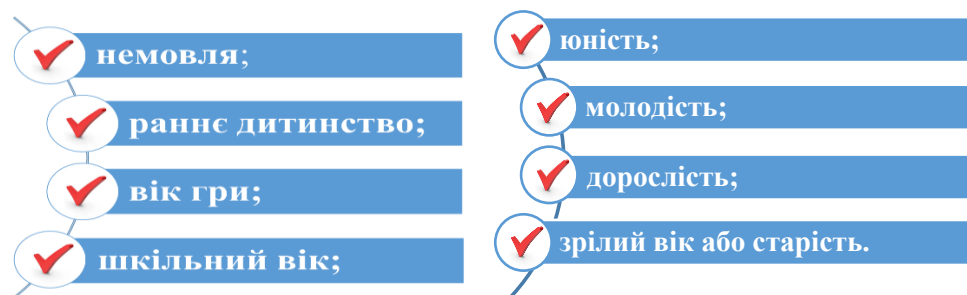 немовля;
раннє дитинство;
вік гри;
шкільний вік;
юність;
молодість;
дорослість;
зрілий вік або старість.